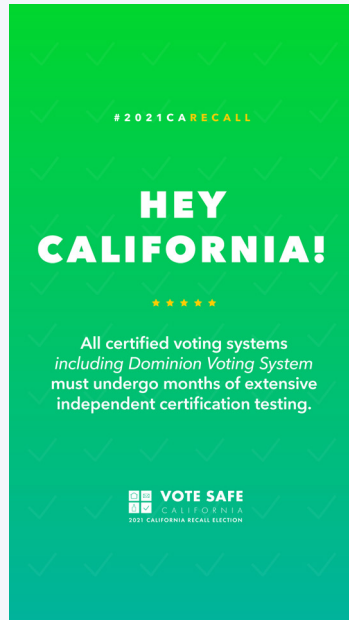 #2021CARECALL
HEY
CALIFORNIA!
All certified voting systems
including Dominion Voting System
must undergo months of extensive
independent certification testing.
VOTE SAFE
CALIFORNIA
2021 CALIFORNIA RECALL ELECTION